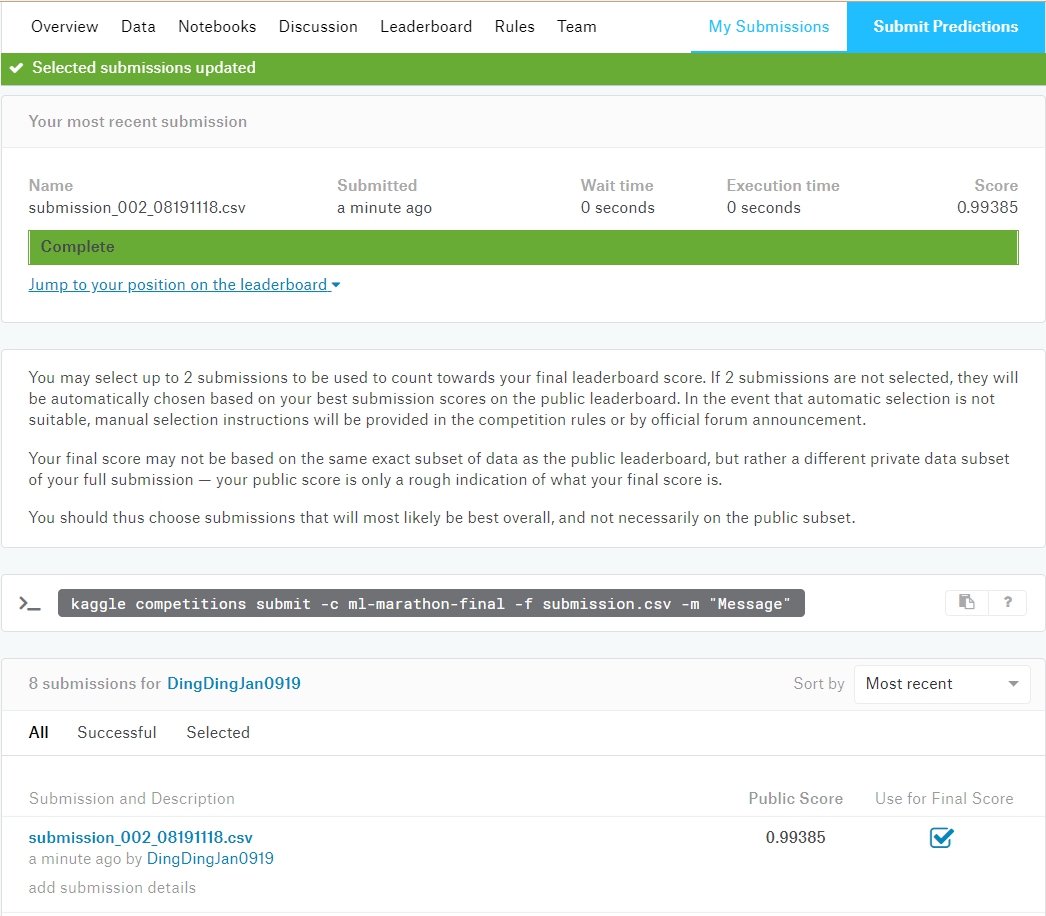 Overview Data Notebooks Discussion Leaderboard Rules Team My Submissions Submit Predictions
Selected submissions updated
Your most recent submission
Name Submitted Wait time Execution time Score
submission_002_08191118.csv a minute ago 0 seconds 0 seconds 0.99385
Complete
Jump to your position on the leaderboard
You may select up to 2 submissions to be used to count towards your final leaderboard score. If 2 submissions are not selected, they will
be automatically chosen based on your best submission scores on the public leaderboard. In the event that automatic selection is not
suitable, manual selection instructions will be provided in the competition rules or by official forum announcement.
Your final score may not be based on the same exact subset of data as the public leaderboard, but rather a different private data subset
of your full submission — your public score is only a rough indication of what your final score is.
You should thus choose submissions that will most likely be best overall, and not necessarily on the public subset.
>_ kaggle competitions submit -c ml-marathon-final -f submission.csv -m "Message" ?
8 submissions for DingDingJan0919 Sort by Most recent
All Successful Selected
Submission and Description Public Score Use for Final Score
submission_002_08191118.csv 0.99385
a minute ago by DingDingJan0919
add submission details